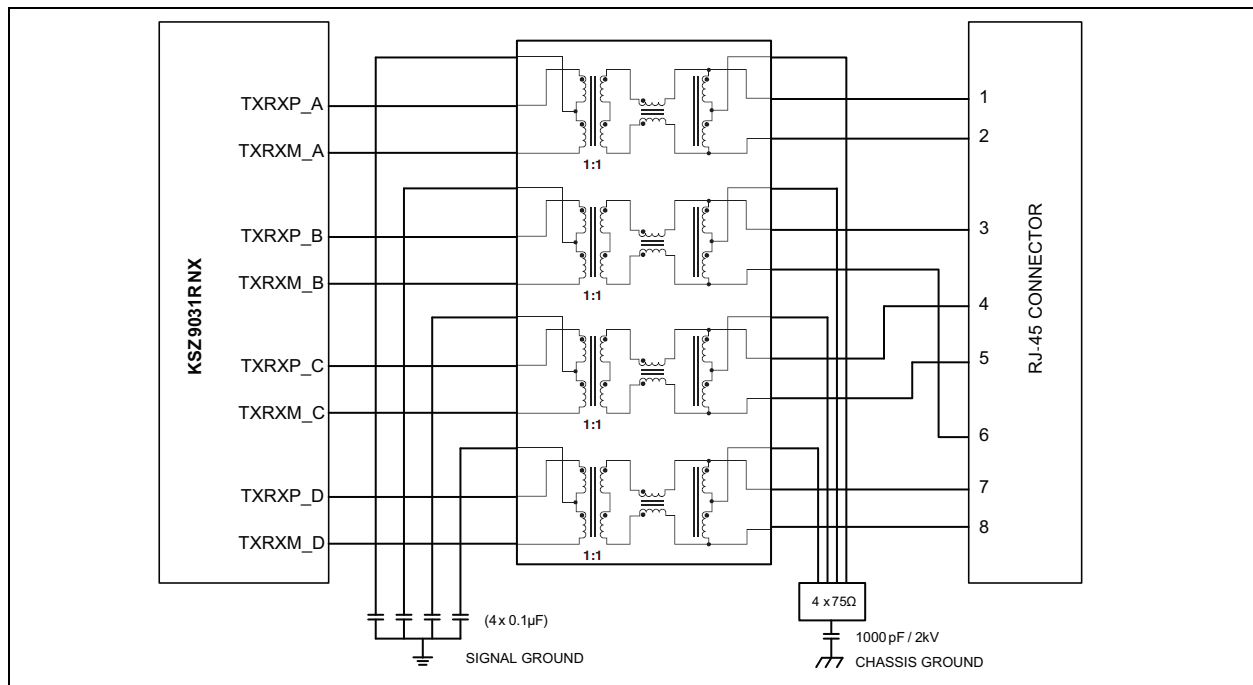 KSZ9031RNX
TXRXP_A
TXRXM_A
TXRXP_B
TXRXM_B
TXRXP_C
TXRXM_C
TXRXP_D
TXRXM_D
1:1
1:1
1:1
1:1
(4 x 0.1µF)
SIGNAL GROUND
4 x 75Ω
1000 pF / 2kV
CHASSIS GROUND
1
2
3
4
5
6
7
8
RJ-45 CONNECTOR